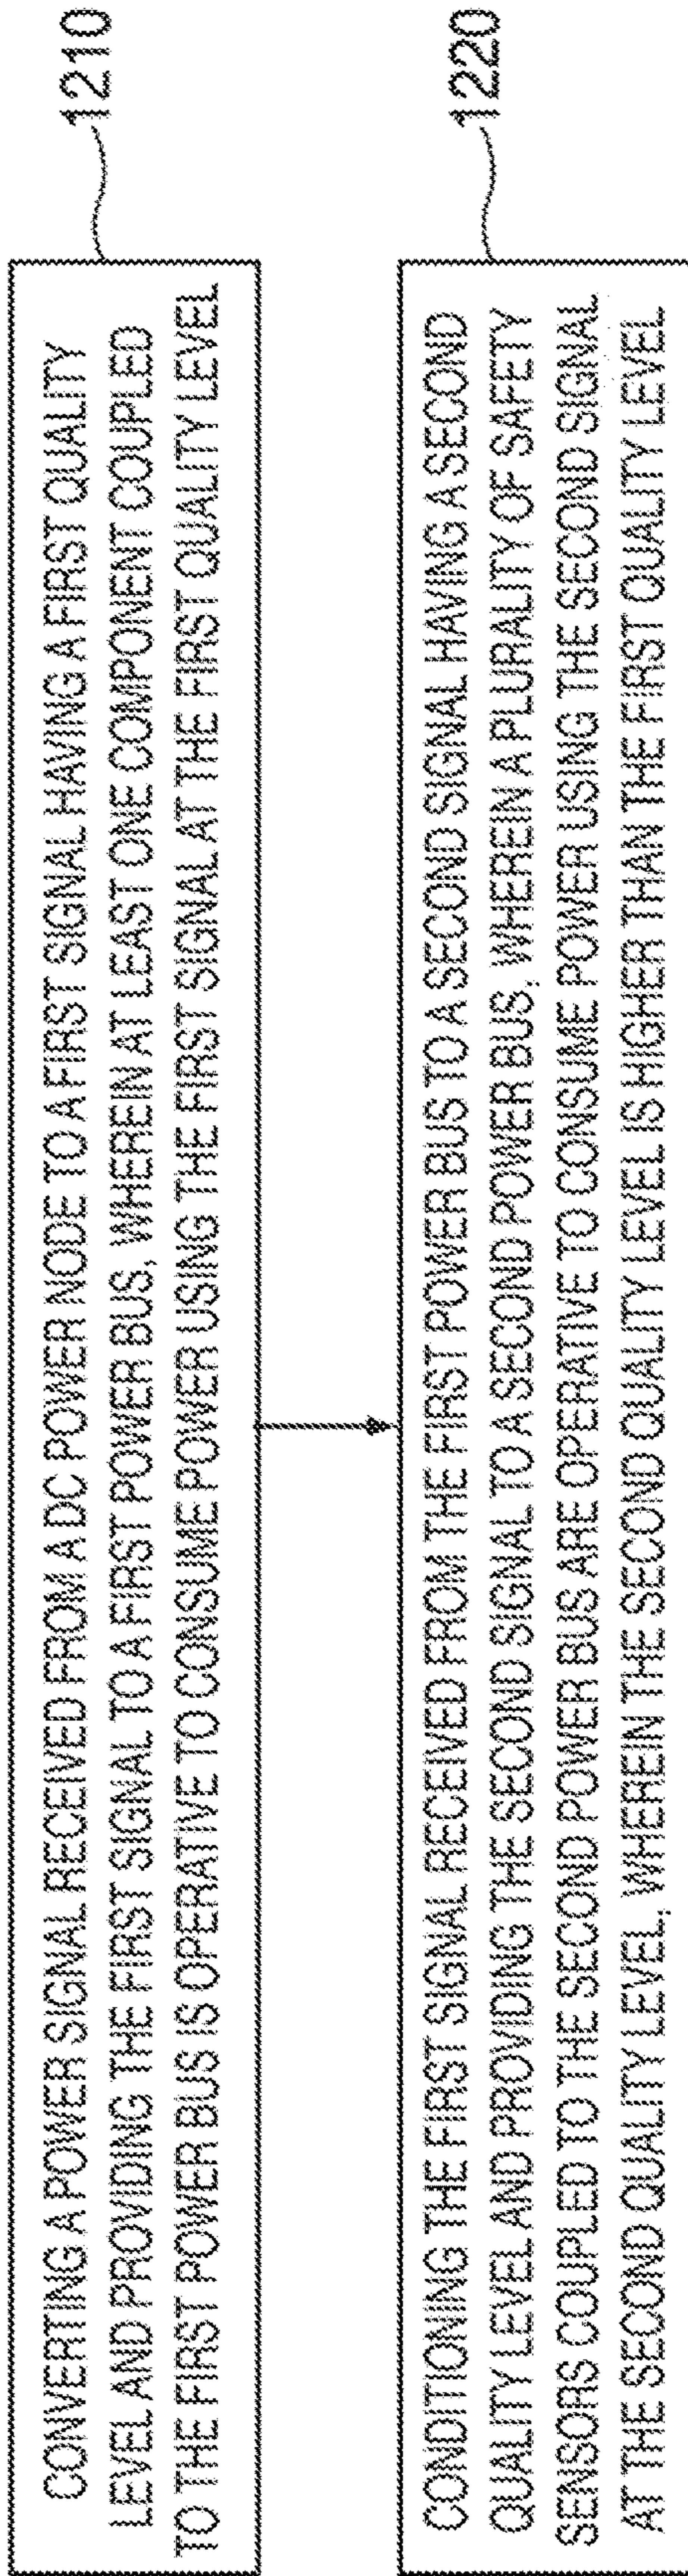 CONVERTING A POWER SIGNAL RECEIVED FROM A DC POWER NODE TO A FIRST SIGNAL HAVING A FIRST QUALITY
LEVEL AND PROVIDING THE FIRST SIGNAL TO A FIRST POWER BUS, WHEREIN AT LEAST ONE COMPONENT COUPLED
TO THE FIRST POWER BUS IS OPERATIVE TO CONSUME POWER USING THE FIRST SIGNAL AT THE FIRST QUALITY LEVEL
1210
CONDITIONING THE FIRST SIGNAL RECEIVED FROM THE FIRST POWER BUS TO A SECOND SIGNAL HAVING A SECOND
QUALITY LEVEL AND PROVIDING THE SECOND SIGNAL TO A SECOND POWER BUS, WHEREIN A PLURALITY OF SAFETY
SENSORS COUPLED TO THE SECOND POWER BUS ARE OPERATIVE TO CONSUME POWER USING THE SECOND SIGNAL
AT THE SECOND QUALITY LEVEL, WHEREIN THE SECOND QUALITY LEVEL IS HIGHER THAN THE FIRST QUALITY LEVEL
1220